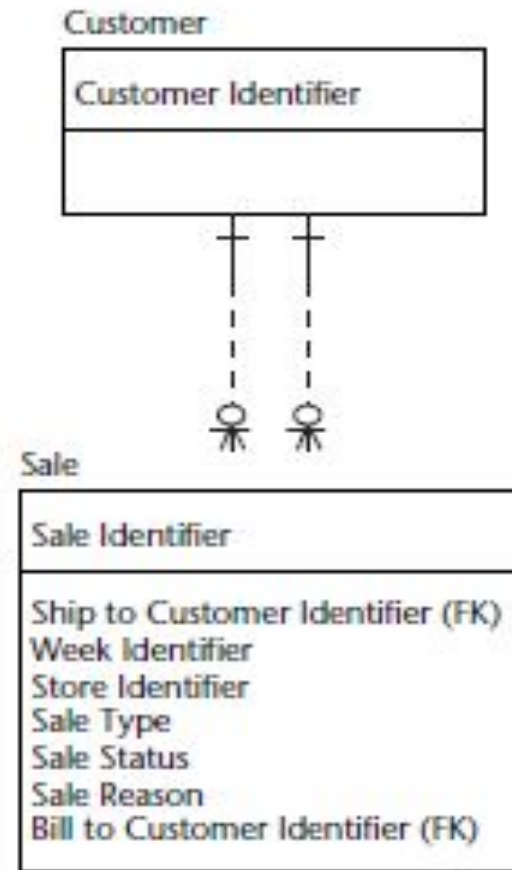 Customer
Customer Identifier
Sale
Sale Identifier
Ship to Customer Identifier (FK)
Week Identifier
Store Identifier
Sale Type
Sale Status
Sale Reason
Bill to Customer Identifier (FK)